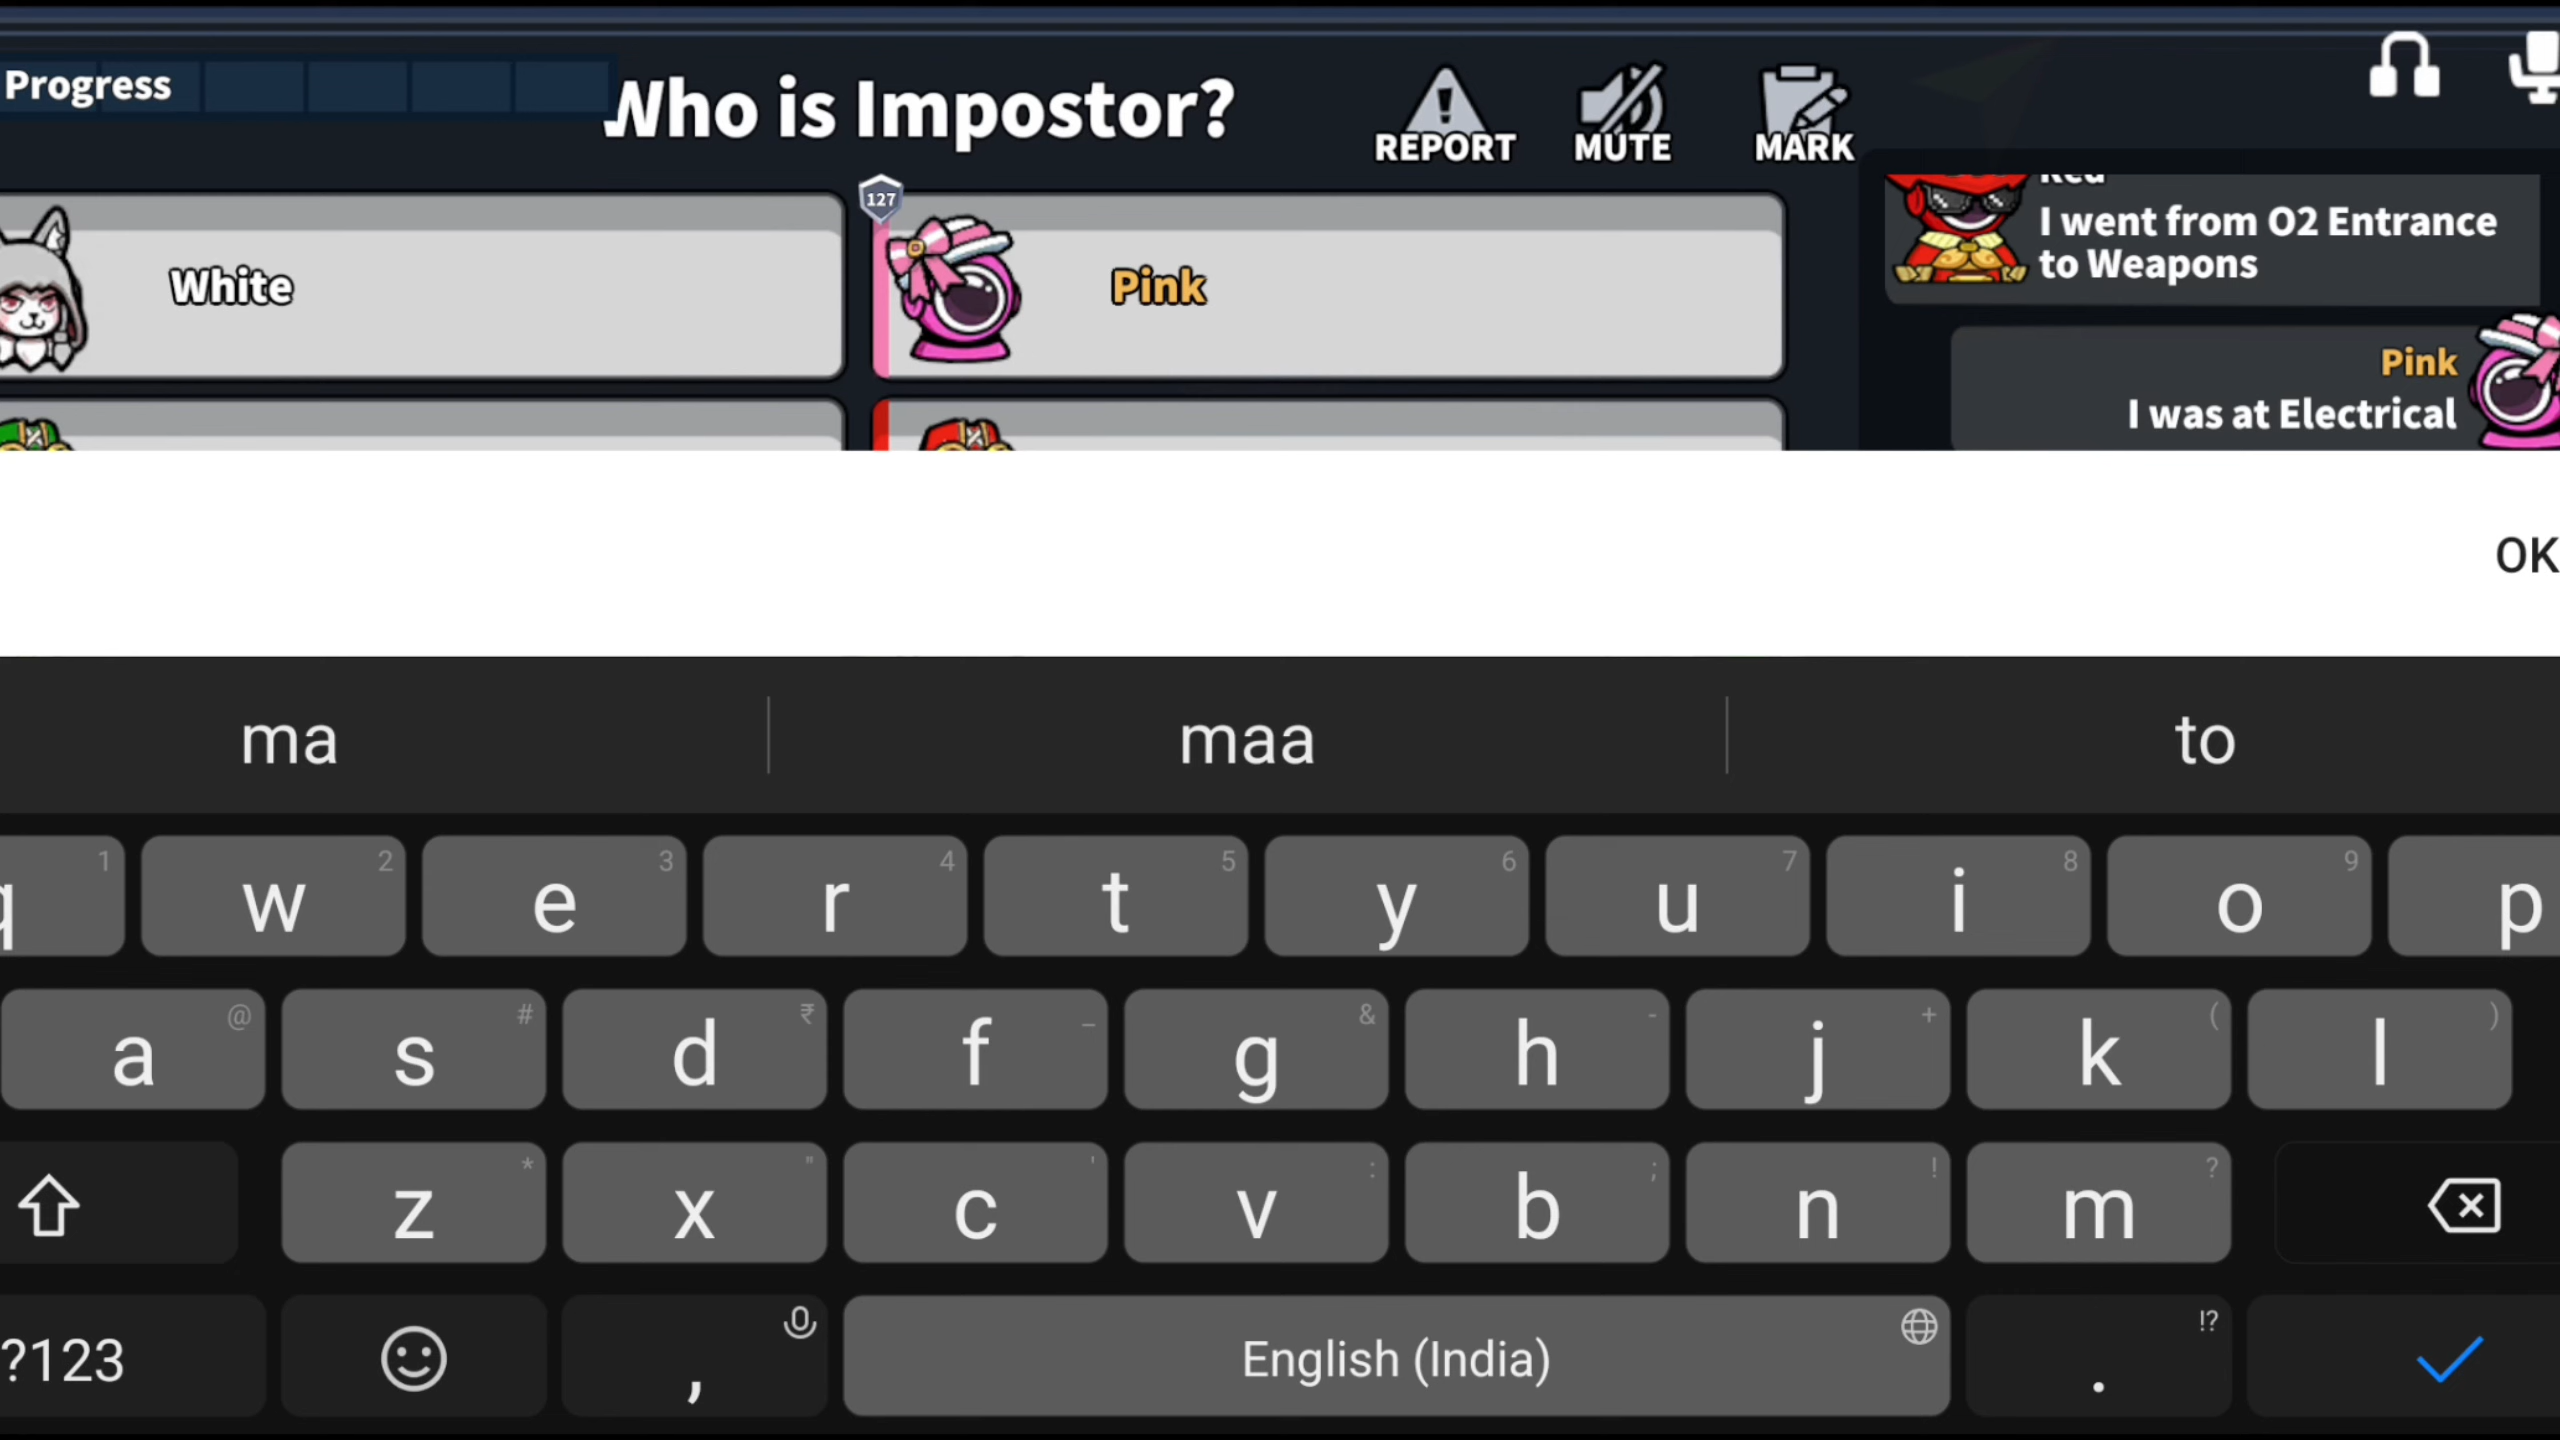 Progress
Who is Impostor?
REPORT
MUTE
MARK
127
White
Pink
Red
I went from O2 Entrance
to Weapons
Pink
I was at Electrical
OK
ma
maa
to
q 1 w 2 e 3 r 4 t 5 y 6 u 7 i 8 o 9 p
a @ s # d ₹ f _ g & h - j + k ( l )
z * x " c ' v : b ; n ! m ?
?123 , English (India) . !?